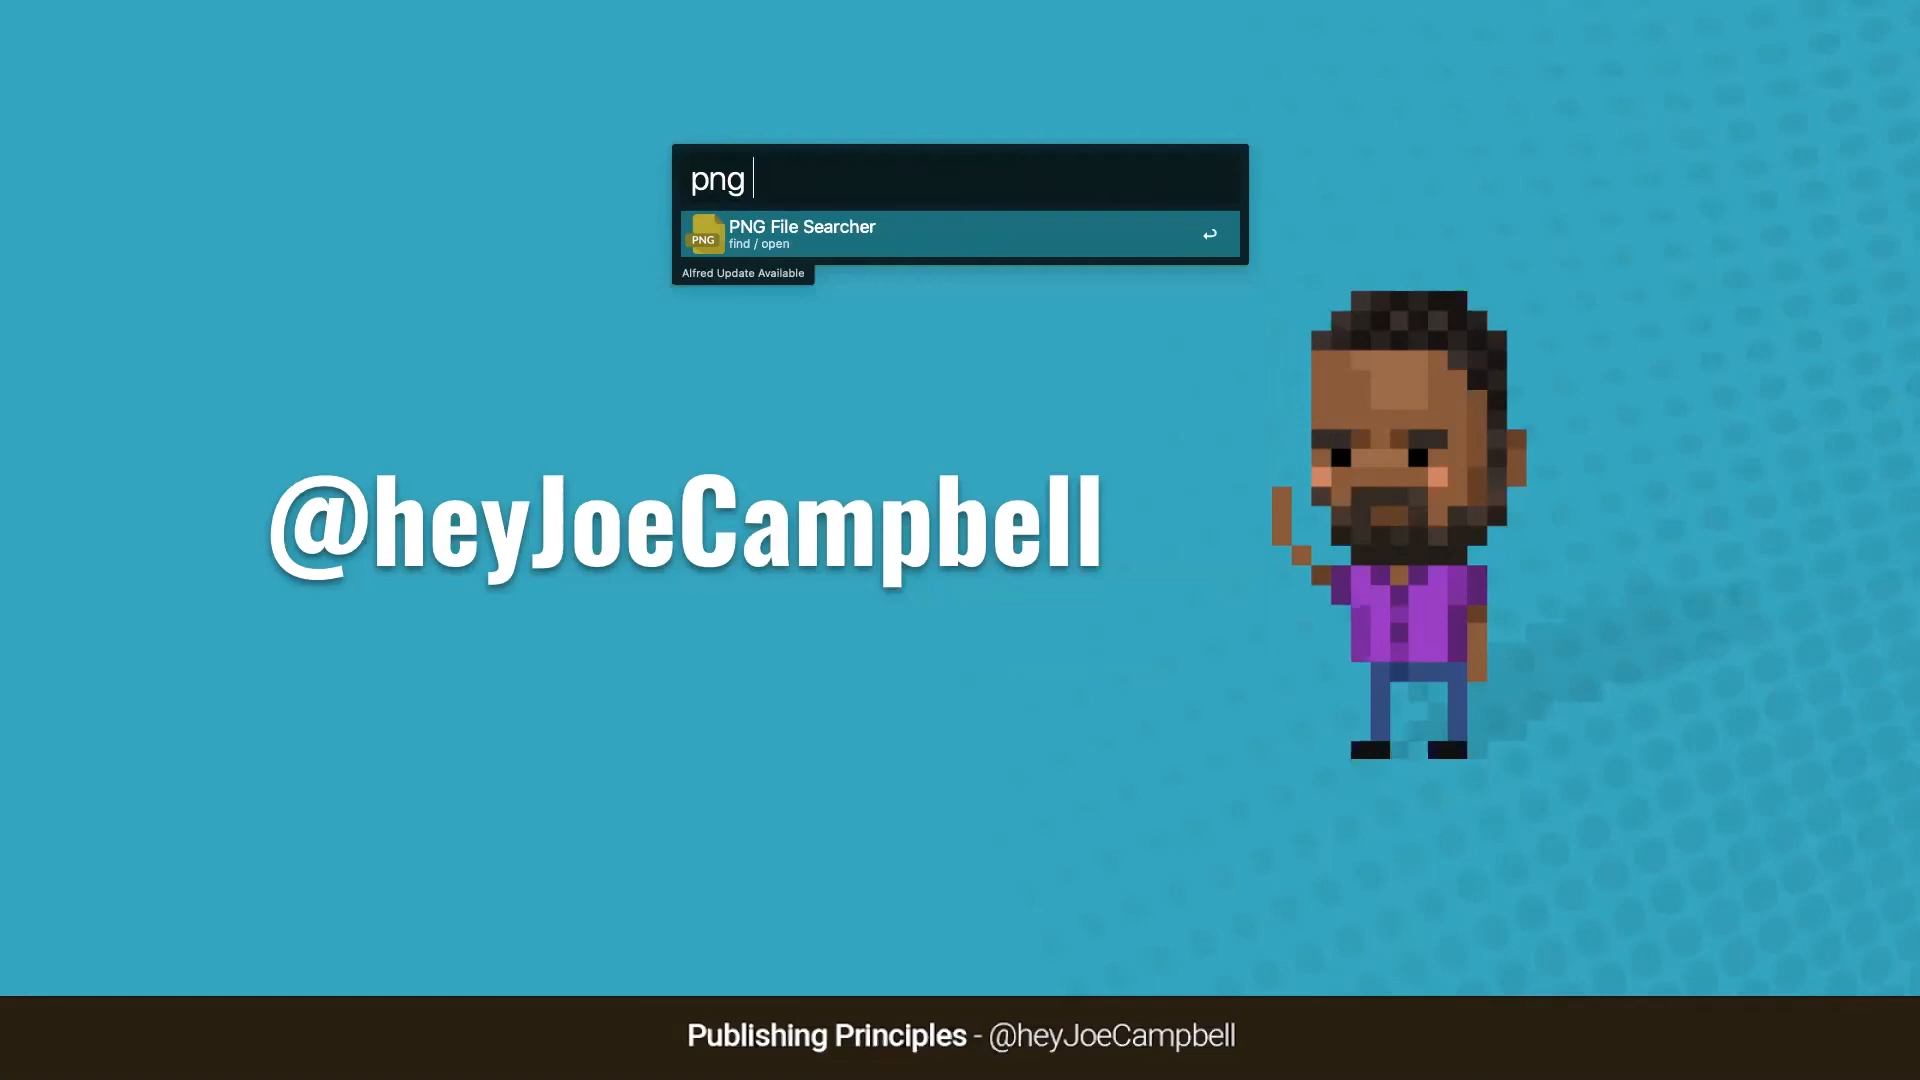 png
PNG
PNG File Searcher
find / open
Alfred Update Available
@heyJoeCampbell
Publishing Principles - @heyJoeCampbell